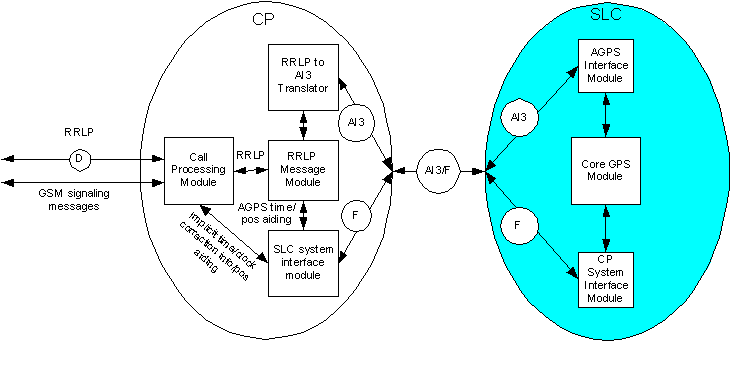 CP
SLC
RRLP to
AI3
Translator
AGPS
Interface
Module
AI3
AI3
RRLP
D
Call
Processing
Module
RRLP
RRLP
Message
Module
AI3/F
Core GPS
Module
GSM signaling
messages
AGPS time/
pos aiding
F
F
implicit time/clock
correction info/pos
aiding
SLC system
interface
module
CP
System
Interface
Module